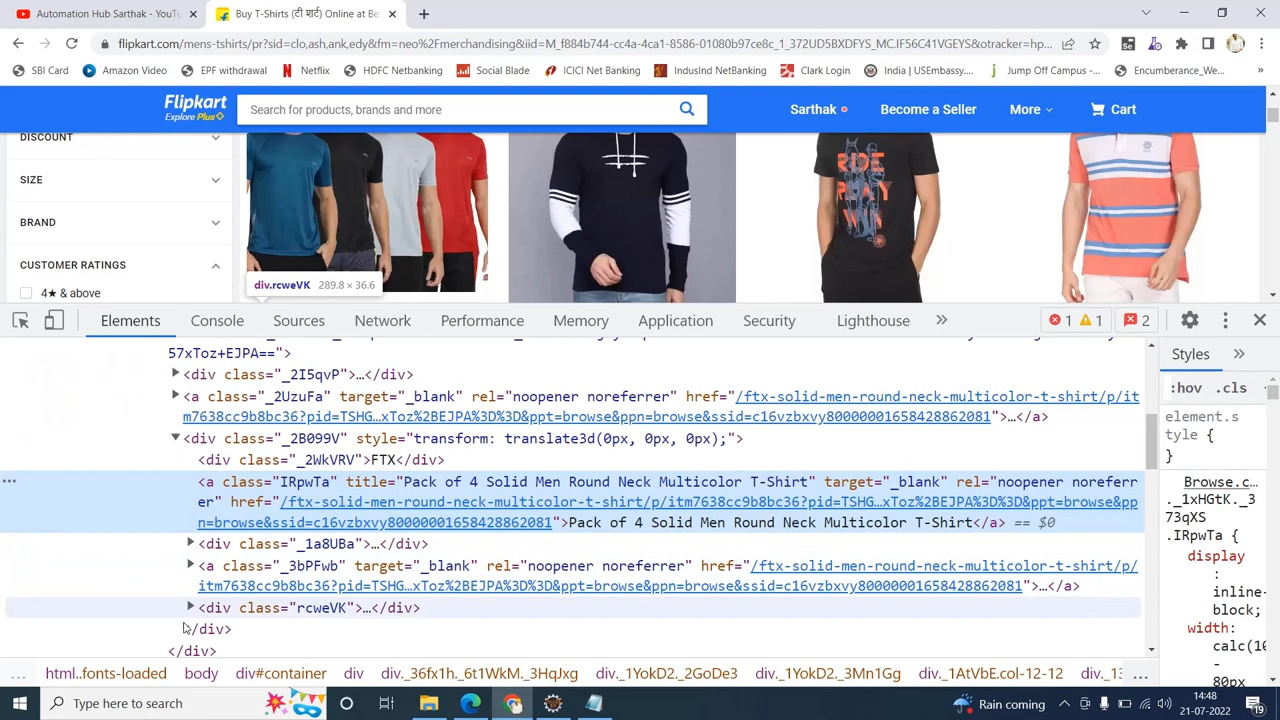 Automation Hub Sarthak - YouTu
Buy T-Shirts (टी शर्ट) Online at Be
flipkart.com/mens-tshirts/pr?sid=clo,ash,ank,edy&fm=neo%2Fmerchandising&iid=M_f884b744-cc4a-4ca1-8586-01080b97ce8c_1_372UD5BXDFYS_MC.IF56C41VGEYS&otracker=hp...
SBI Card
Amazon Video
EPF withdrawal
Netflix
HDFC Netbanking
Social Blade
ICICI Net Banking
IndusInd NetBanking
Clark Login
India | USEmbassy....
Jump Off Campus -...
Encumberance_We...
»
Flipkart
Explore Plus
Search for products, brands and more
Sarthak
Become a Seller
More
Cart
DISCOUNT
SIZE
BRAND
CUSTOMER RATINGS
4★ & above
RIDE
WIN
div.rcweVK 289.8 × 36.6
Elements
Console
Sources
Network
Performance
Memory
Application
Security
Lighthouse
»
1
1
2
57xToz+EJPA==">
<div class="_2I5qvP">…</div>
<a class="_2UzuFa" target="_blank" rel="noopener noreferrer" href="/ftx-solid-men-round-neck-multicolor-t-shirt/p/it
m7638cc9b8bc36?pid=TSHG…xToz%2BEJPA%3D%3D&ppt=browse&ppn=browse&ssid=c16vzbxvy80000001658428862081">…</a>
<div class="_2B099V" style="transform: translate3d(0px, 0px, 0px);">
<div class="_2WkVRV">FTX</div>
<a class="IRpwTa" title="Pack of 4 Solid Men Round Neck Multicolor T-Shirt" target="_blank" rel="noopener noreferr
er" href="/ftx-solid-men-round-neck-multicolor-t-shirt/p/itm7638cc9b8bc36?pid=TSHG…xToz%2BEJPA%3D%3D&ppt=browse&pp
n=browse&ssid=c16vzbxvy80000001658428862081">Pack of 4 Solid Men Round Neck Multicolor T-Shirt</a> == $0
<div class="_1a8UBa">…</div>
<a class="_3bPFwb" target="_blank" rel="noopener noreferrer" href="/ftx-solid-men-round-neck-multicolor-t-shirt/p/
itm7638cc9b8bc36?pid=TSHG…xToz%2BEJPA%3D%3D&ppt=browse&ppn=browse&ssid=c16vzbxvy80000001658428862081">…</a>
<div class="rcweVK">…</div>
</div>
</div>
Styles
»
:hov .cls
element.s
tyle {
}
Browse.c…
._1xHGtK._3
73qXS
.IRpwTa {
display
:
inline-
block;
width:
calc(10
-
80px
...
html..fonts-loaded
body
div#container
div
div._36fx1h._6t1WkM._3HqJxg
div._1YokD2._2GoDe3
div._1YokD2._3Mn1Gg
div._1AtVbE.col-12-12
div
...
Type here to search
Rain coming
14:48
21-07-2022
19